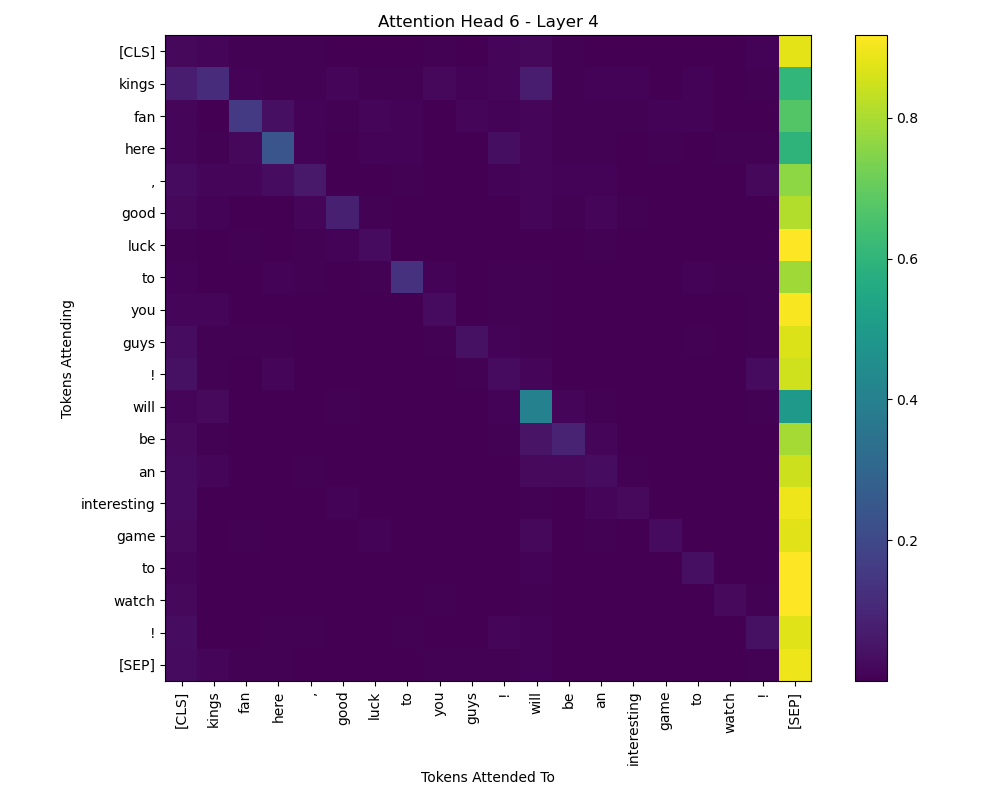 Attention Head 6 - Layer 4
[CLS]
kings
fan
here
,
good
luck
to
you
guys
!
will
be
an
interesting
game
to
watch
!
[SEP]
Tokens Attending
[CLS]
kings
fan
here
,
good
luck
to
you
guys
!
will
be
an
interesting
game
to
watch
!
[SEP]
Tokens Attended To
0.8
0.6
0.4
0.2